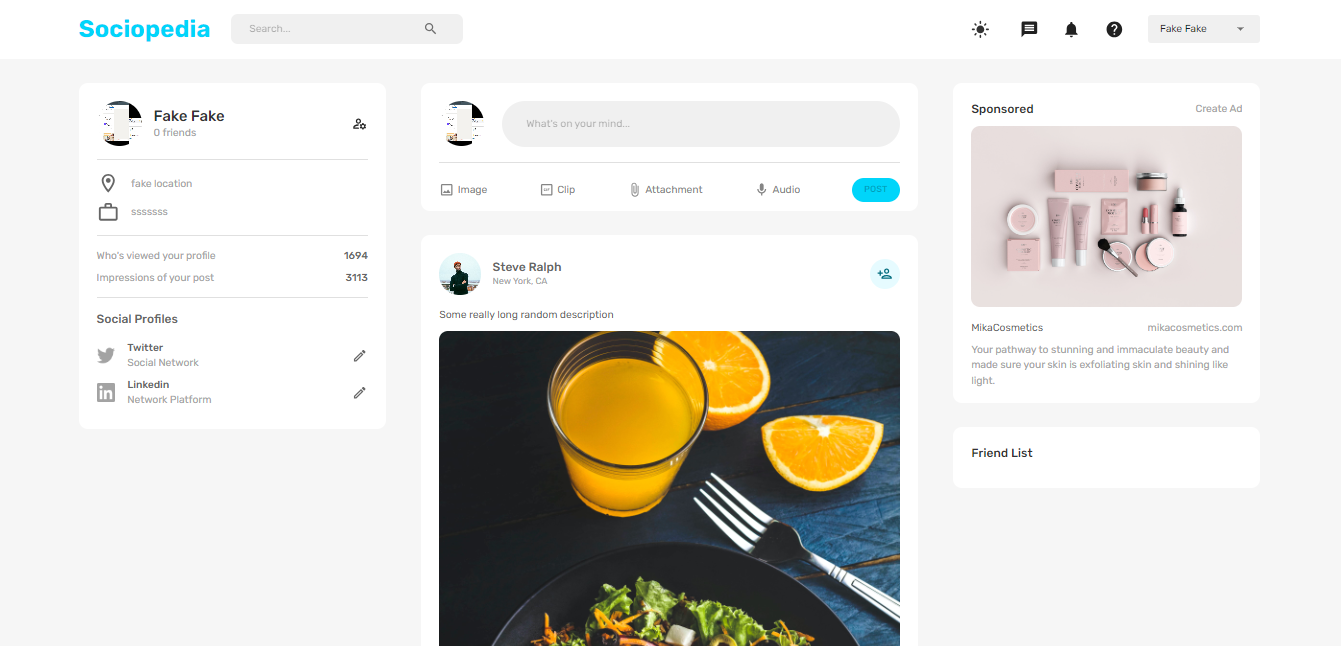 Sociopedia
Search...
Fake Fake
Fake Fake
0 friends
fake location
sssssss
Who's viewed your profile 1694
Impressions of your post 3113
Social Profiles
Twitter
Social Network
Linkedin
Network Platform
What's on your mind...
Image Clip Attachment Audio POST
Steve Ralph
New York, CA
Some really long random description
Sponsored Create Ad
MikaCosmetics mikacosmetics.com
Your pathway to stunning and immaculate beauty and
made sure your skin is exfoliating skin and shining like
light.
Friend List